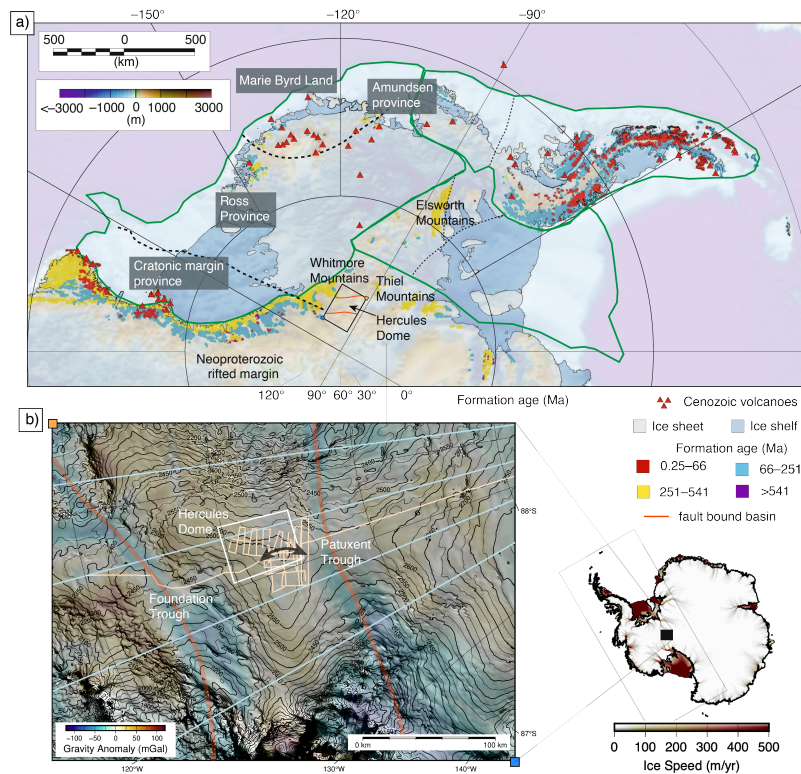 a)
−150°
−120°
−90°
500
0
500
(km)
<−3000
−1000
0
1000
3000
(m)
Marie Byrd Land
Amundsen
province
Ross
Province
Elsworth
Mountains
Cratonic margin
province
Whitmore
Mountains
Thiel
Mountains
Hercules
Dome
Neoproterozoic
rifted margin
120°
90°
60°
30°
0°
Formation age (Ma)
Cenozoic volcanoes
Ice sheet
Ice shelf
Formation age (Ma)
0.25–66
66–251
251–541
>541
fault bound basin
b)
Hercules
Dome
Patuxent
Trough
Foundation
Trough
88°S
87°S
−100
−50
0
50
100
Gravity Anomaly (mGal)
0 km
100 km
120°W
130°W
140°W
0
100
200
300
400
500
Ice Speed (m/yr)